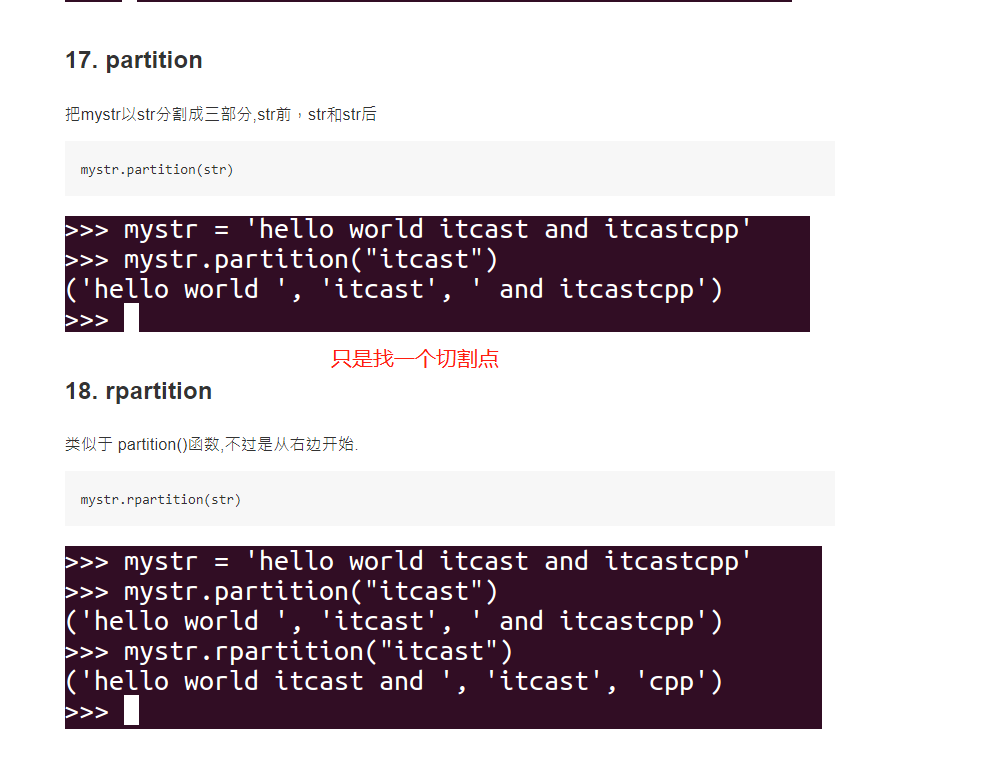 17. partition
把mystr以str分割成三部分,str前，str和str后
mystr.partition(str)
>>> mystr = 'hello world itcast and itcastcpp'
>>> mystr.partition("itcast")
('hello world ', 'itcast', ' and itcastcpp')
>>>
只是找一个切割点
18. rpartition
类似于 partition()函数,不过是从右边开始.
mystr.rpartition(str)
>>> mystr = 'hello world itcast and itcastcpp'
>>> mystr.partition("itcast")
('hello world ', 'itcast', ' and itcastcpp')
>>> mystr.rpartition("itcast")
('hello world itcast and ', 'itcast', 'cpp')
>>>